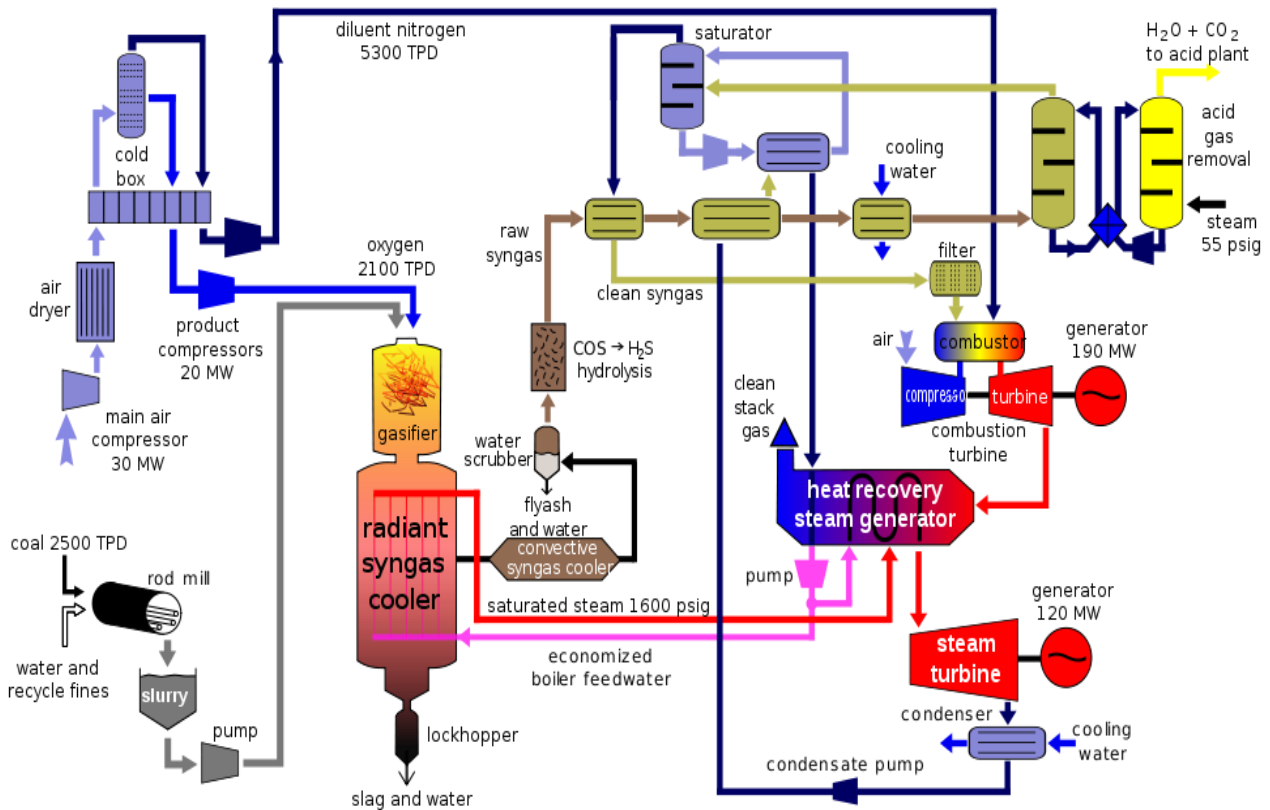 diluent nitrogen
5300 TPD
saturator
H₂O + CO₂
to acid plant
cold
box
cooling
water
acid
gas
removal
steam
55 psig
raw
syngas
oxygen
2100 TPD
air
dryer
clean syngas
filter
product
compressors
20 MW
COS → H₂S
hydrolysis
air
combustor
generator
190 MW
compresso
turbine
combustion
turbine
main air
compressor
30 MW
gasifier
water
scrubber
clean
stack
gas
flyash
and water
heat recovery
steam generator
radiant
syngas
cooler
convective
syngas cooler
coal 2500 TPD
rod mill
pump
saturated steam 1600 psig
generator
120 MW
water and
recycle fines
economized
boiler feedwater
steam
turbine
slurry
pump
lockhopper
condenser
cooling
water
condensate pump
slag and water